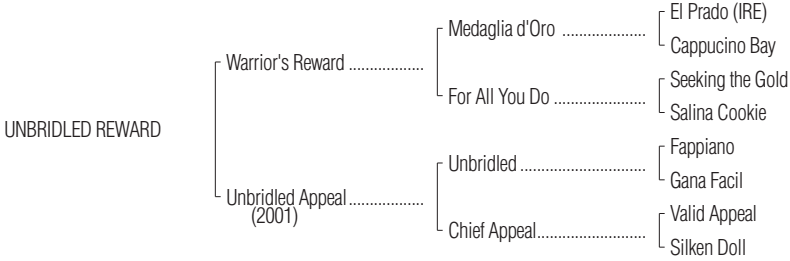 El Prado (IRE)
Medaglia d'Oro ....................
Cappucino Bay
Warrior's Reward ..................
Seeking the Gold
For All You Do ......................
Salina Cookie
UNBRIDLED REWARD
Fappiano
Unbridled ..............................
Gana Facil
Unbridled Appeal..................
(2001)
Valid Appeal
Chief Appeal..........................
Silken Doll